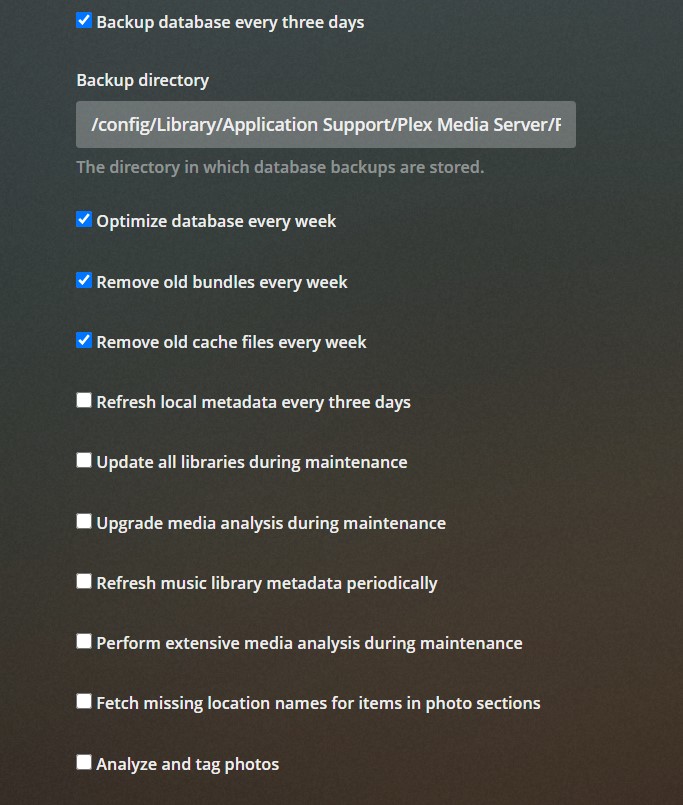 Backup database every three days
Backup directory
/config/Library/Application Support/Plex Media Server/
The directory in which database backups are stored.
Optimize database every week
Remove old bundles every week
Remove old cache files every week
Refresh local metadata every three days
Update all libraries during maintenance
Upgrade media analysis during maintenance
Refresh music library metadata periodically
Perform extensive media analysis during maintenance
Fetch missing location names for items in photo sections
Analyze and tag photos